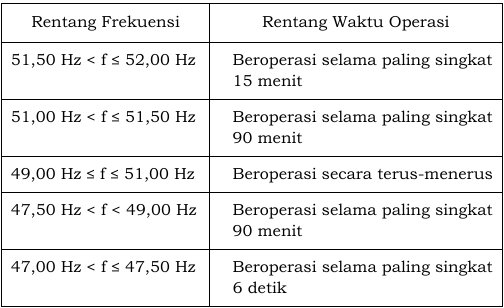 Rentang Frekuensi Rentang Waktu Operasi
51,50 Hz < f ≤ 52,00 Hz Beroperasi selama paling singkat
15 menit
51,00 Hz < f ≤ 51,50 Hz Beroperasi selama paling singkat
90 menit
49,00 Hz ≤ f ≤ 51,00 Hz Beroperasi secara terus-menerus
47,50 Hz < f < 49,00 Hz Beroperasi selama paling singkat
90 menit
47,00 Hz < f ≤ 47,50 Hz Beroperasi selama paling singkat
6 detik